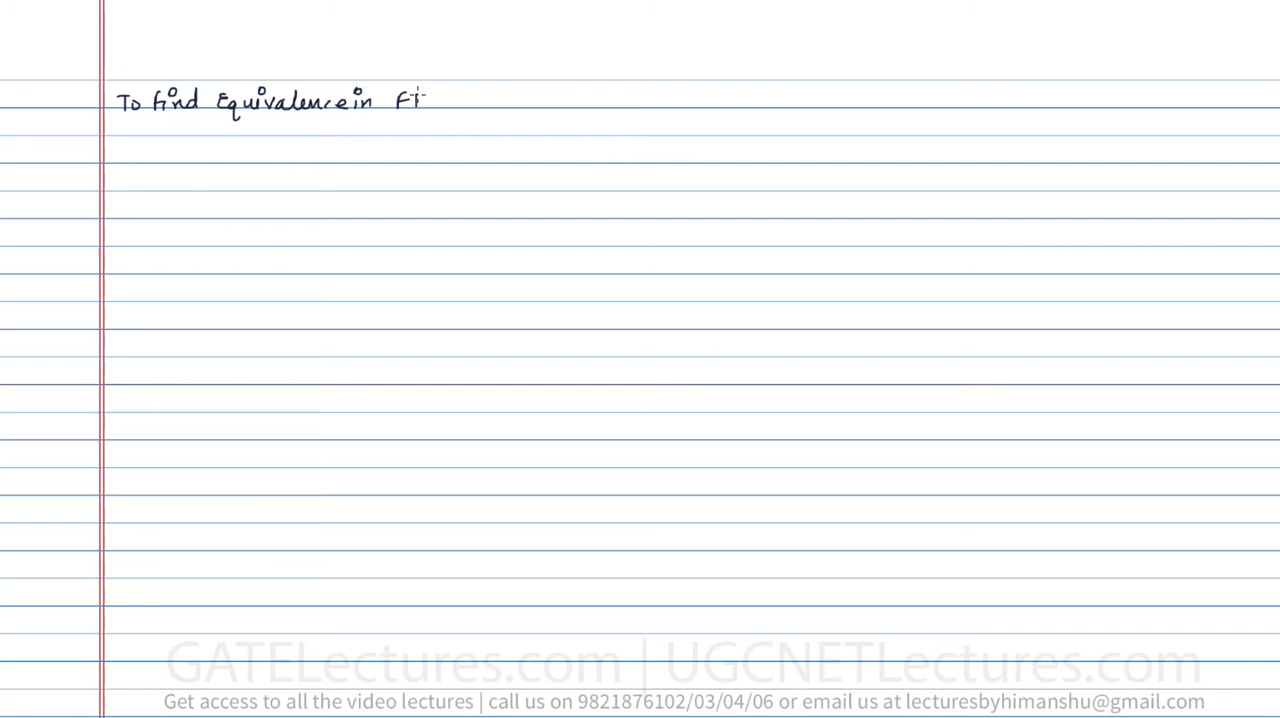 To find Equivalence in F
GATELectures.com | UGCNETLectures.com
Get access to all the video lectures | call us on 9821876102/03/04/06 or email us at lecturesbyhimanshu@gmail.com